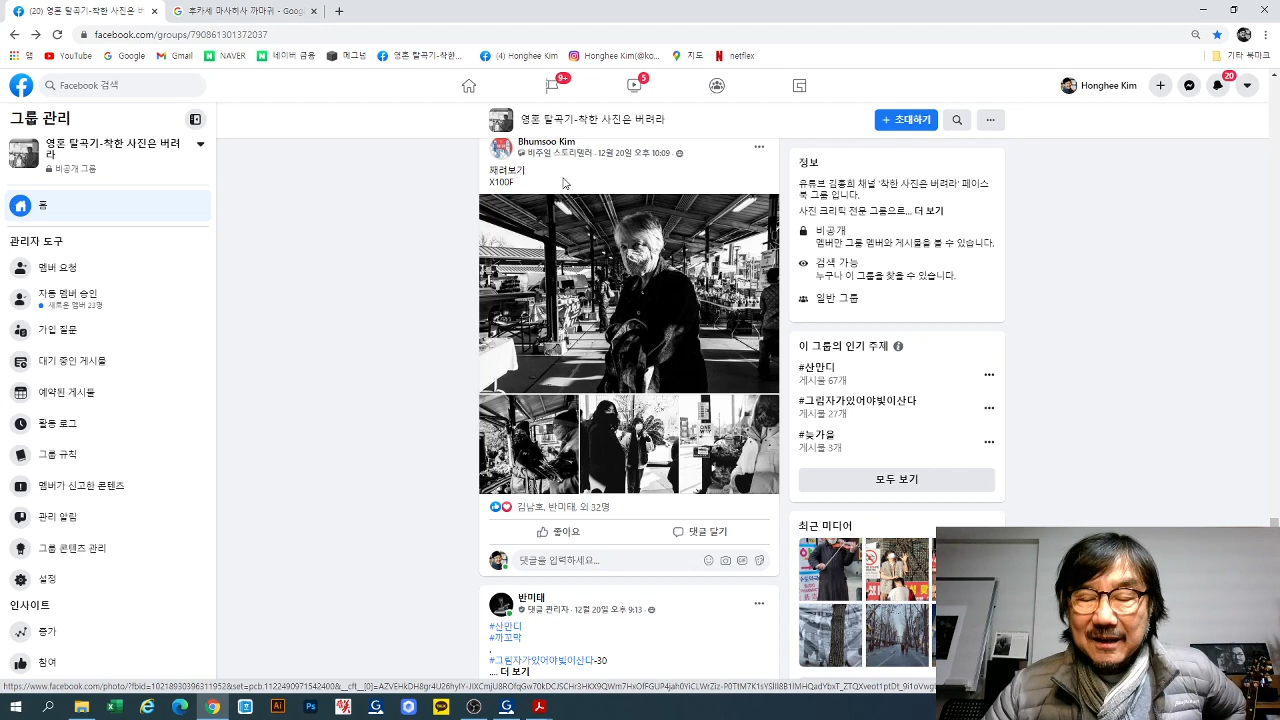 (20) 영혼 탈곡기-착한 사진은 버
후카세 마사히사 까마귀 - Googl
facebook.com/groups/790861301372037
앱
YouTube
Google
Gmail
NAVER
네이버 금융
메그넘
영혼 탈곡기-착한...
(4) Honghee Kim
지도
netflix
기타 북마크
Facebook 검색
9+
5
Honghee Kim
20
그룹 관리
영혼 탈곡기-착한 사진은 버려라
비공개 그룹
홈
관리자 도구
멤버 요청
자동 멤버 승인
가입 질문
대기 중인 게시물
예약된 게시물
활동 로그
그룹 규칙
멤버가 신고한 콘텐츠
관리 알림
그룹 콘텐츠 관리
설정
인사이트
증가
참여
영혼 탈곡기-착한 사진은 버려라
+ 초대하기
Bhumsoo Kim
비주얼 스토리텔러 · 12월 20일 오후 10:09 ·
째려보기
X100F
김남호, 반미태, 외 32명
좋아요
댓글 달기
댓글을 입력하세요...
GIF
반미태
댓글 관리자 · 12월 20일 오후 9:13 ·
#산만디
#까꼬막
.
#그림자가있어야빛이산다-30
.... 더 보기
정보
유튜브 김홍희 채널 '착한 사진은 버려라' 페이스
북 그룹 입니다.
사진 크리틱 전문 그룹으로... 더 보기
비공개
멤버만 그룹 멤버와 게시물을 볼 수 있습니다.
검색 가능
누구나 이 그룹을 찾을 수 있습니다.
일반 그룹
이 그룹의 인기 주제
#산만디
게시물 67개
#그림자가있어야빛이산다
게시물 27개
#늦가을
게시물 3개
모두 보기
최근 미디어
ONE WAY